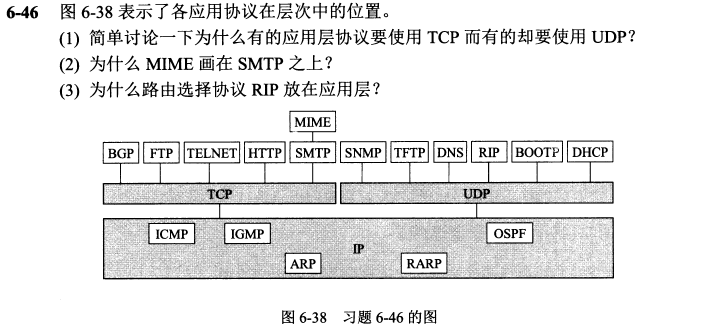 6-46 图 6-38 表示了各应用协议在层次中的位置。
(1) 简单讨论一下为什么有的应用层协议要使用 TCP 而有的却要使用 UDP?
(2) 为什么 MIME 画在 SMTP 之上?
(3) 为什么路由选择协议 RIP 放在应用层?
MIME
BGP FTP TELNET HTTP SMTP SNMP TFTP DNS RIP BOOTP DHCP
TCP UDP
ICMP IGMP OSPF
IP
ARP RARP
图 6-38 习题 6-46 的图